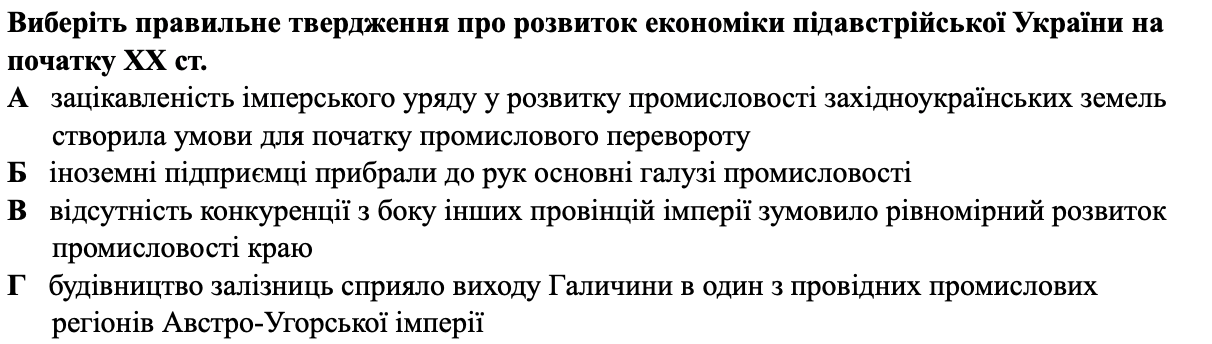 Виберіть правильне твердження про розвиток економіки підавстрійської України на
початку ХХ ст.
А зацікавленість імперського уряду у розвитку промисловості західноукраїнських земель
створила умови для початку промислового перевороту
Б іноземні підприємці прибрали до рук основні галузі промисловості
В відсутність конкуренції з боку інших провінцій імперії зумовило рівномірний розвиток
промисловості краю
Г будівництво залізниць сприяло виходу Галичини в один з провідних промислових
регіонів Австро-Угорської імперії